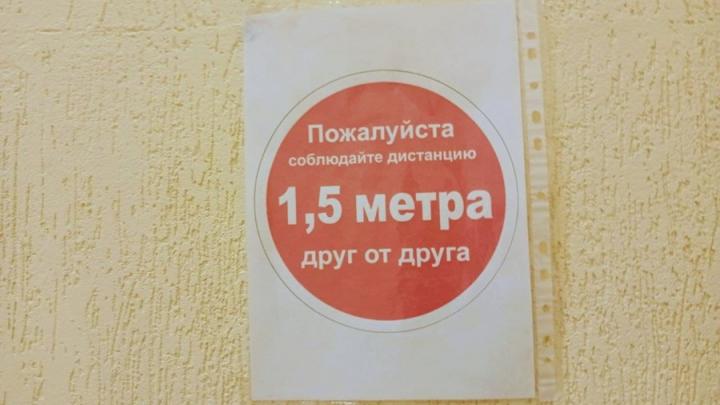 Пожалуйста
соблюдайте дистанцию
1,5 метра
друг от друга